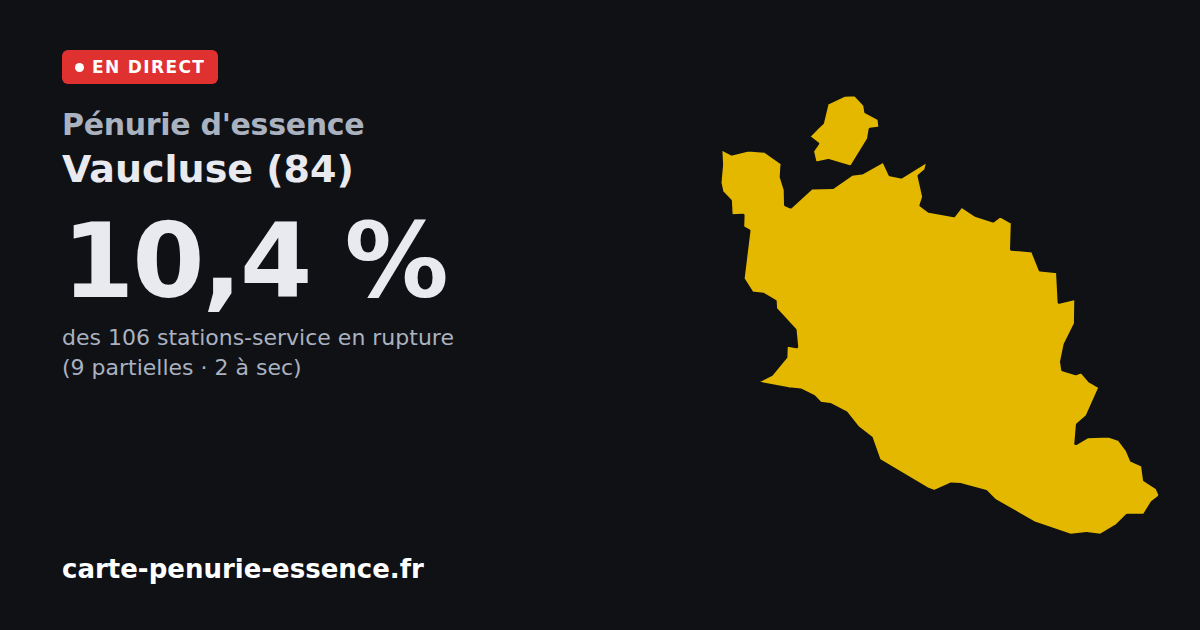 EN DIRECT
Pénurie d'essence
Vaucluse (84)
10,4 %
des 106 stations-service en rupture
(9 partielles · 2 à sec)
carte-penurie-essence.fr